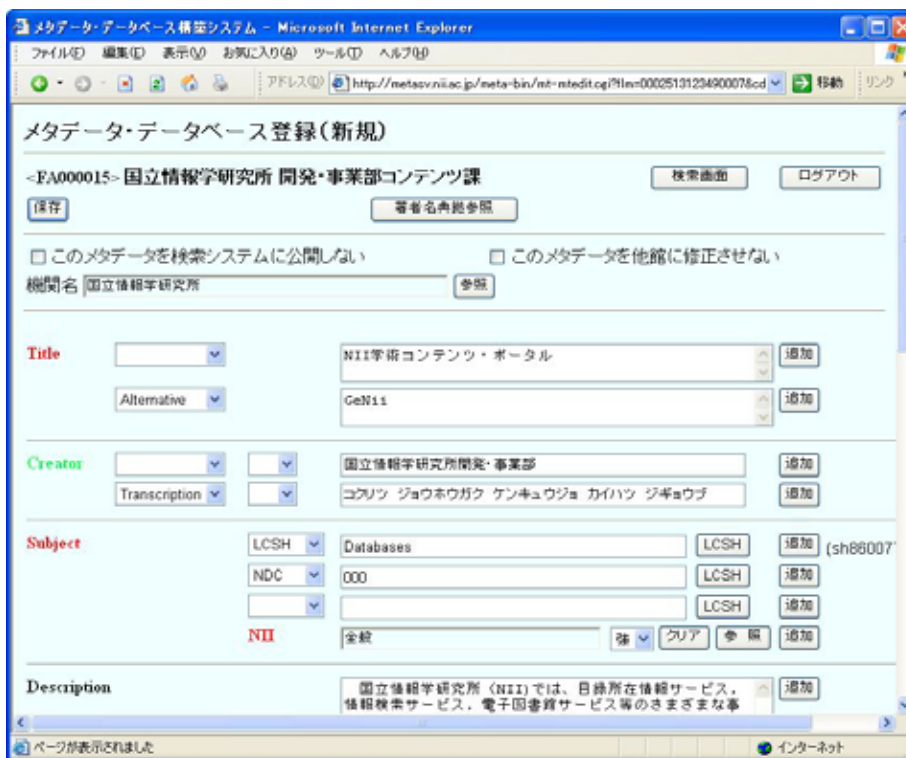 メタデータ・データベース構築システム - Microsoft Internet Explorer
ファイル(F) 編集(E) 表示(V) お気に入り(A) ツール(T) ヘルプ(H)
アドレス(D) http://metasv.nii.ac.jp/meta-bin/mt-mtedit.cgi?tlm=0002513123490007&cd 移動 リンク
メタデータ・データベース登録(新規)
<FA000015> 国立情報学研究所 開発・事業部コンテンツ課 検索画面 ログアウト
保存 著者名典拠参照
このメタデータを検索システムに公開しない このメタデータを他館に修正させない
機関名 国立情報学研究所 参照
Title NII学術コンテンツ・ポータル 追加
Alternative GeNii 追加
Creator 国立情報学研究所開発・事業部 追加
Transcription コクリツ ジョウホウガク ケンキュウジョ カイハツ ジギョウブ 追加
Subject LCSH Databases LCSH 追加 (sh860077
NDC 000 LCSH 追加
LCSH 追加
NII 全般 強 クリア 参照 追加
Description 国立情報学研究所(NII)では、目録所在情報サービス、 追加
情報検索サービス、電子図書館サービス等のさまざまな事
ページが表示されました インターネット